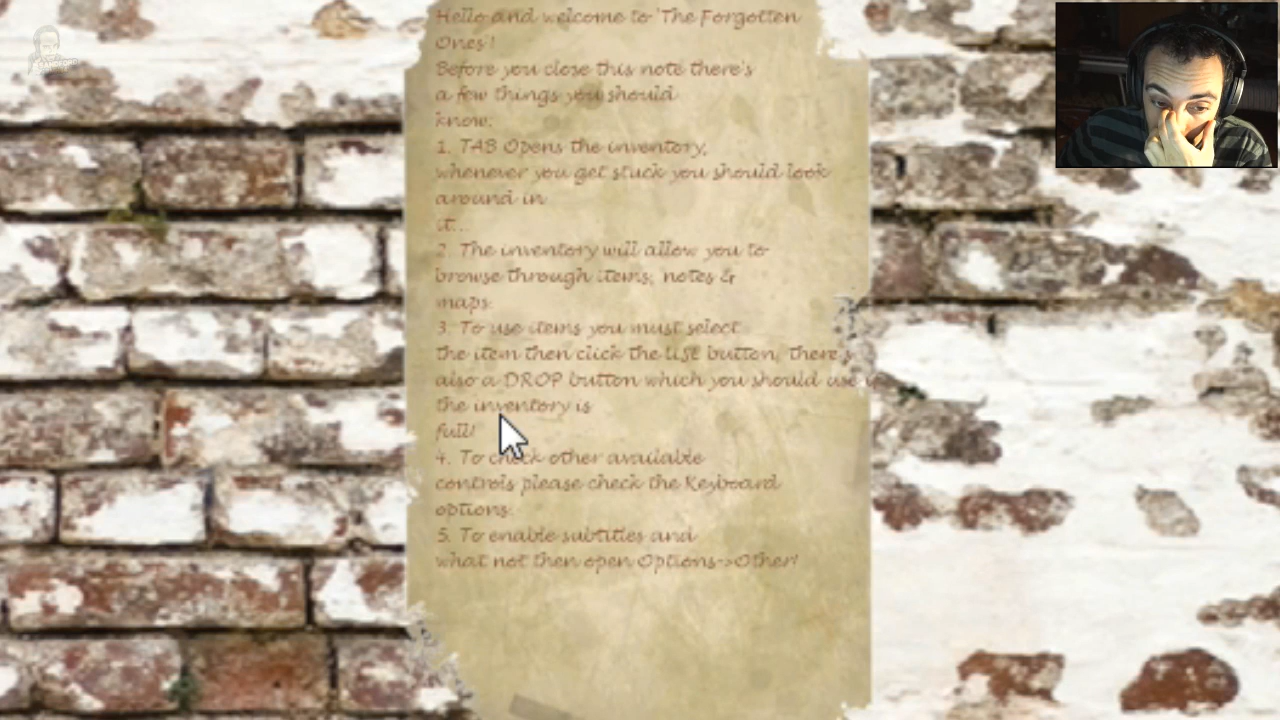 Hello and welcome to 'The Forgotten
Ones'!
Before you close this note there's
a few things you should
know.
1. TAB Opens the inventory,
whenever you get stuck you should look
around in
it...
2. The inventory will allow you to
browse through items, notes &
maps.
3. To use items you must select
the item then click the USE button, there's
also a DROP button which you should use
the inventory is
full!
4. To check other available
controls please check the Keyboard
options.
5. To enable subtitles and
what not then open Options->Other!